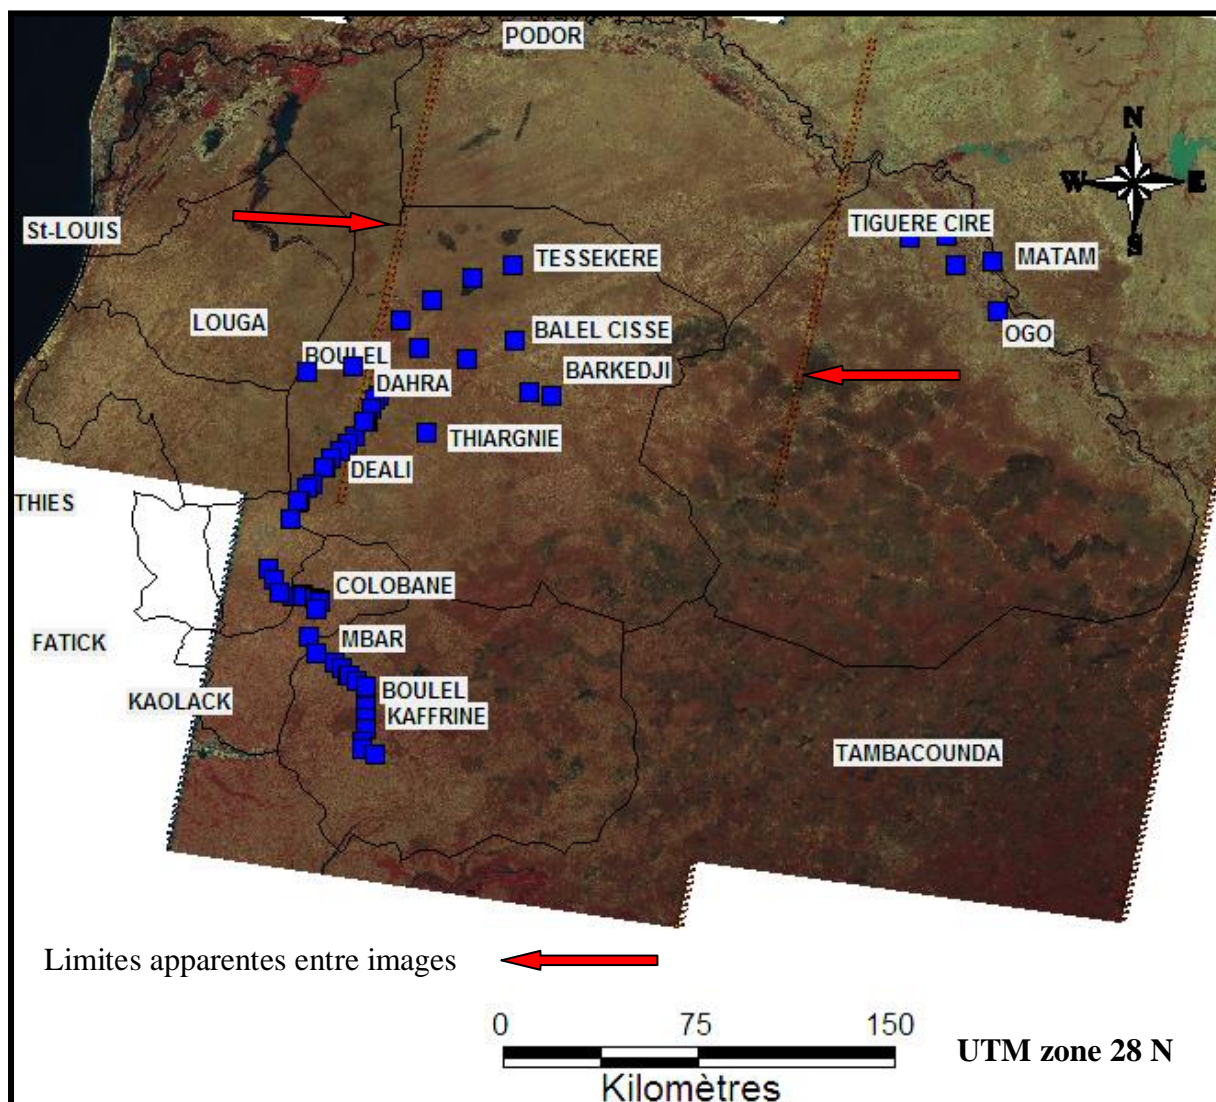 PODOR
N
W
E
S
TIGUERE CIRE
St-LOUIS
TESSEKERE
MATAM
LOUGA
BALEL CISSE
OGO
BOULEL
BARKEDJI
DAHRA
THIARGNIE
DEALI
THIES
COLOBANE
MBAR
FATICK
BOULEL
KAOLACK
KAFFRINE
TAMBACOUNDA
Limites apparentes entre images
0 75 150
UTM zone 28 N
Kilomètres